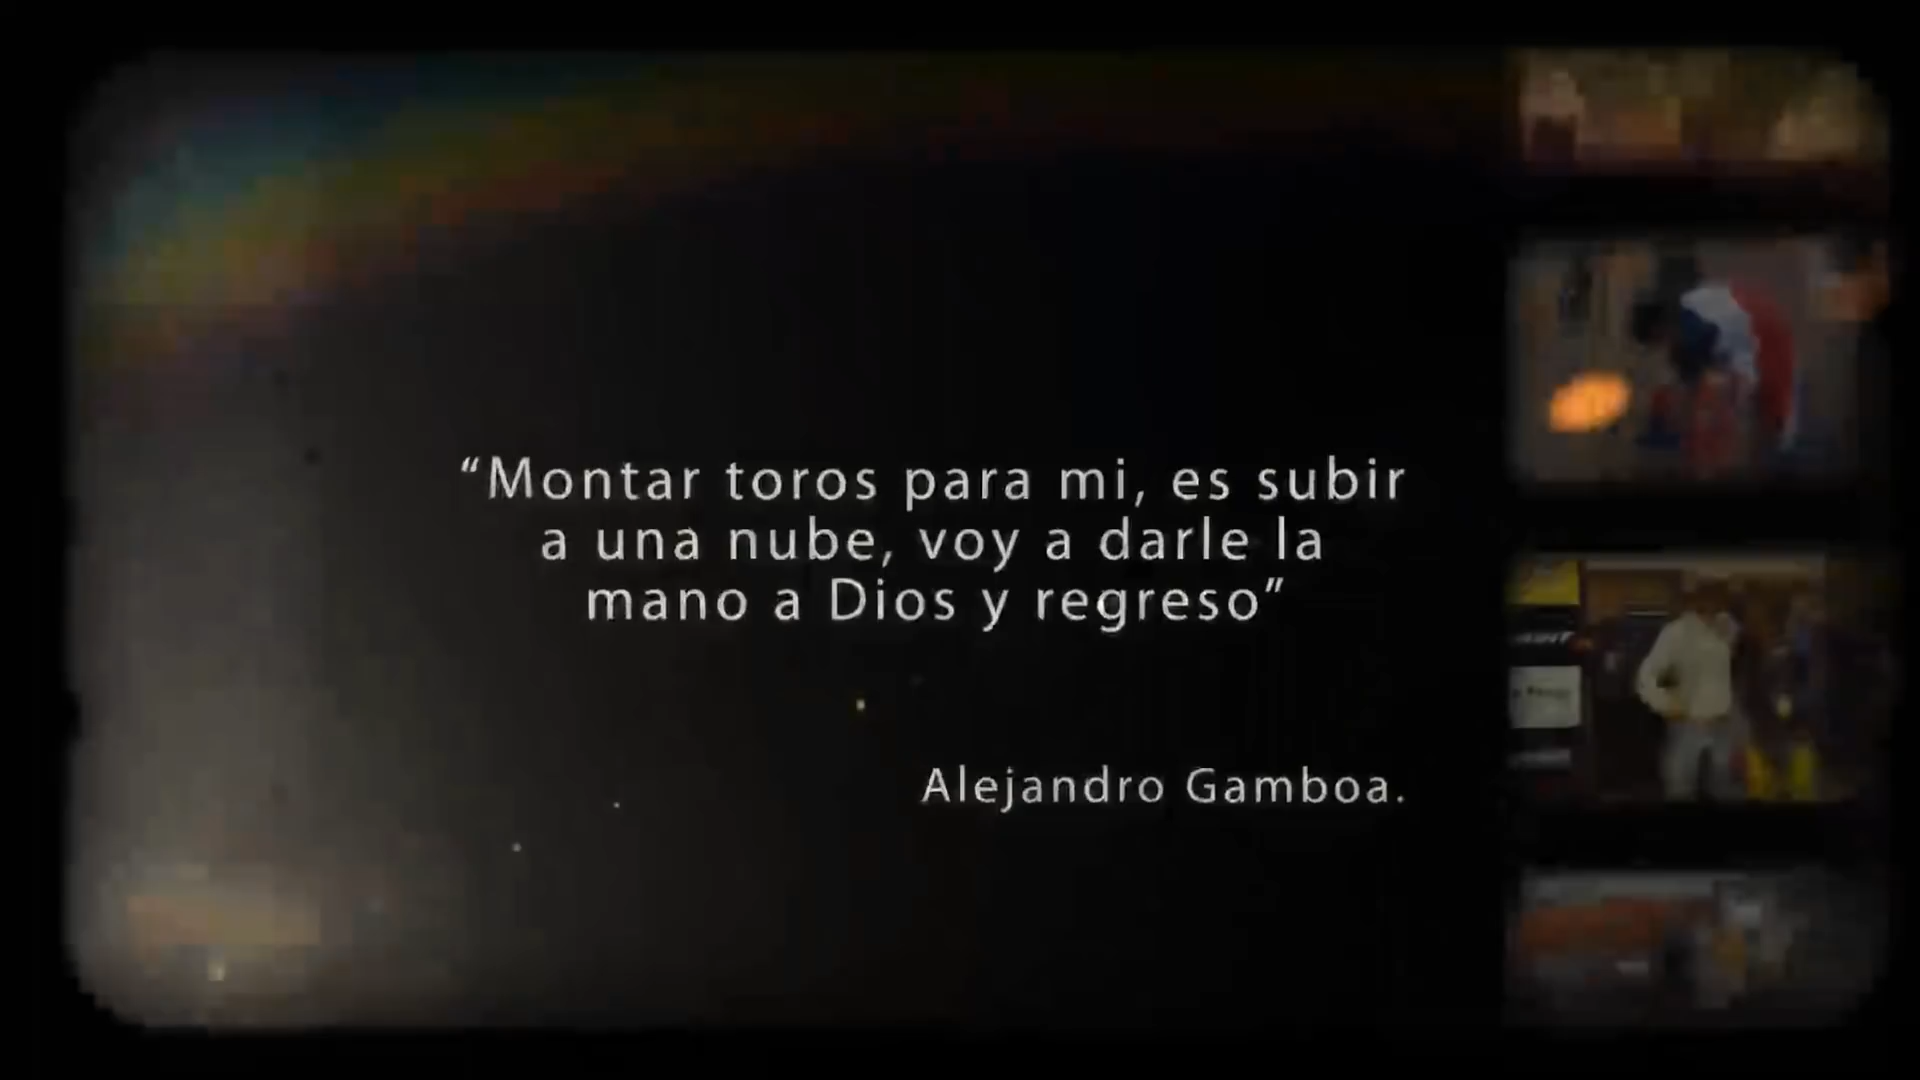 “Montar toros para mi, es subir
a una nube, voy a darle la
mano a Dios y regreso”
Alejandro Gamboa.